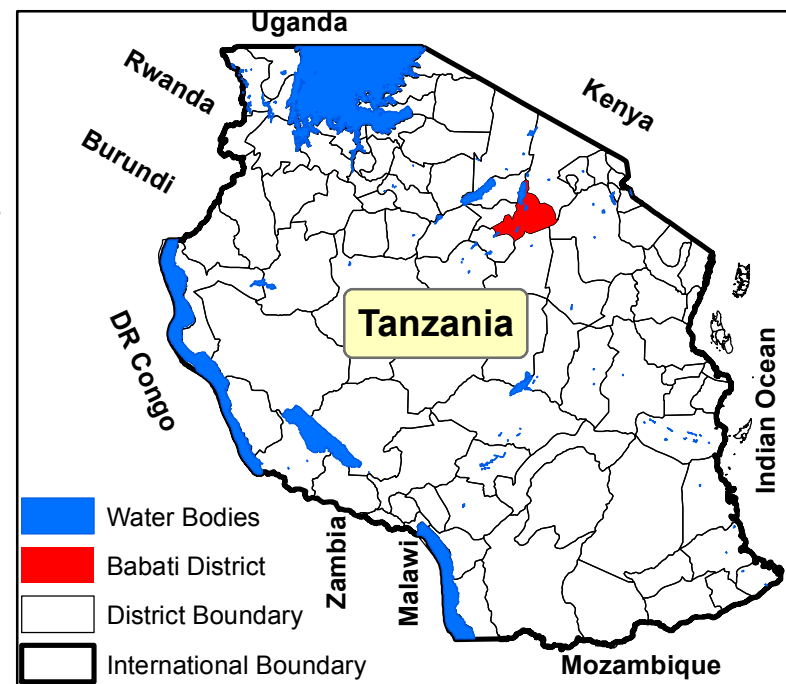 Uganda
Rwanda
Kenya
Burundi
Tanzania
DR Congo
Indian Ocean
Water Bodies
Babati District
District Boundary
International Boundary
Zambia
Malawi
Mozambique